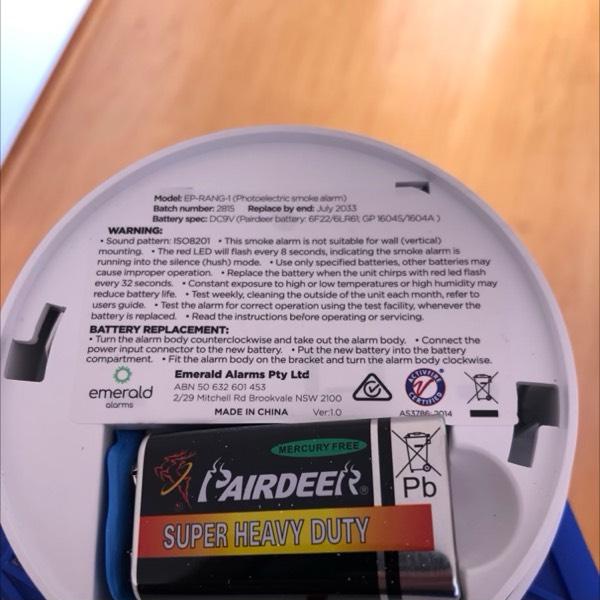 Model: EP-RANG-1 (Photoelectric smoke alarm)
Batch number: 2815 Replace by end: July 2033
Battery spec: DC9V (Pairdeer battery: 6F22/6LR61; GP 1604S/1604A )
WARNING:
• Sound pattern: ISO8201 • This smoke alarm is not suitable for wall (vertical)
mounting. • The red LED will flash every 8 seconds, indicating the smoke alarm is
running into the silence (hush) mode. • Use only specified batteries, other batteries may
cause improper operation. • Replace the battery when the unit chirps with red led flash
every 32 seconds. • Constant exposure to high or low temperatures or high humidity may
reduce battery life. • Test weekly, cleaning the outside of the unit each month, refer to
users guide. • Test the alarm for correct operation using the test facility, whenever the
battery is replaced. • Read the instructions before operating or servicing.
BATTERY REPLACEMENT:
• Turn the alarm body counterclockwise and take out the alarm body. • Connect the
power input connector to the new battery. • Put the new battery into the battery
compartment. • Fit the alarm body on the bracket and turn the alarm body clockwise.
emerald
alarms
Emerald Alarms Pty Ltd
ABN 50 632 601 453
2/29 Mitchell Rd Brookvale NSW 2100
MADE IN CHINA Ver:1.0
ACTIVFIRE
CERTIFIED
AS3786-2014
MERCURY FREE
PAIRDEER®
SUPER HEAVY DUTY
Pb